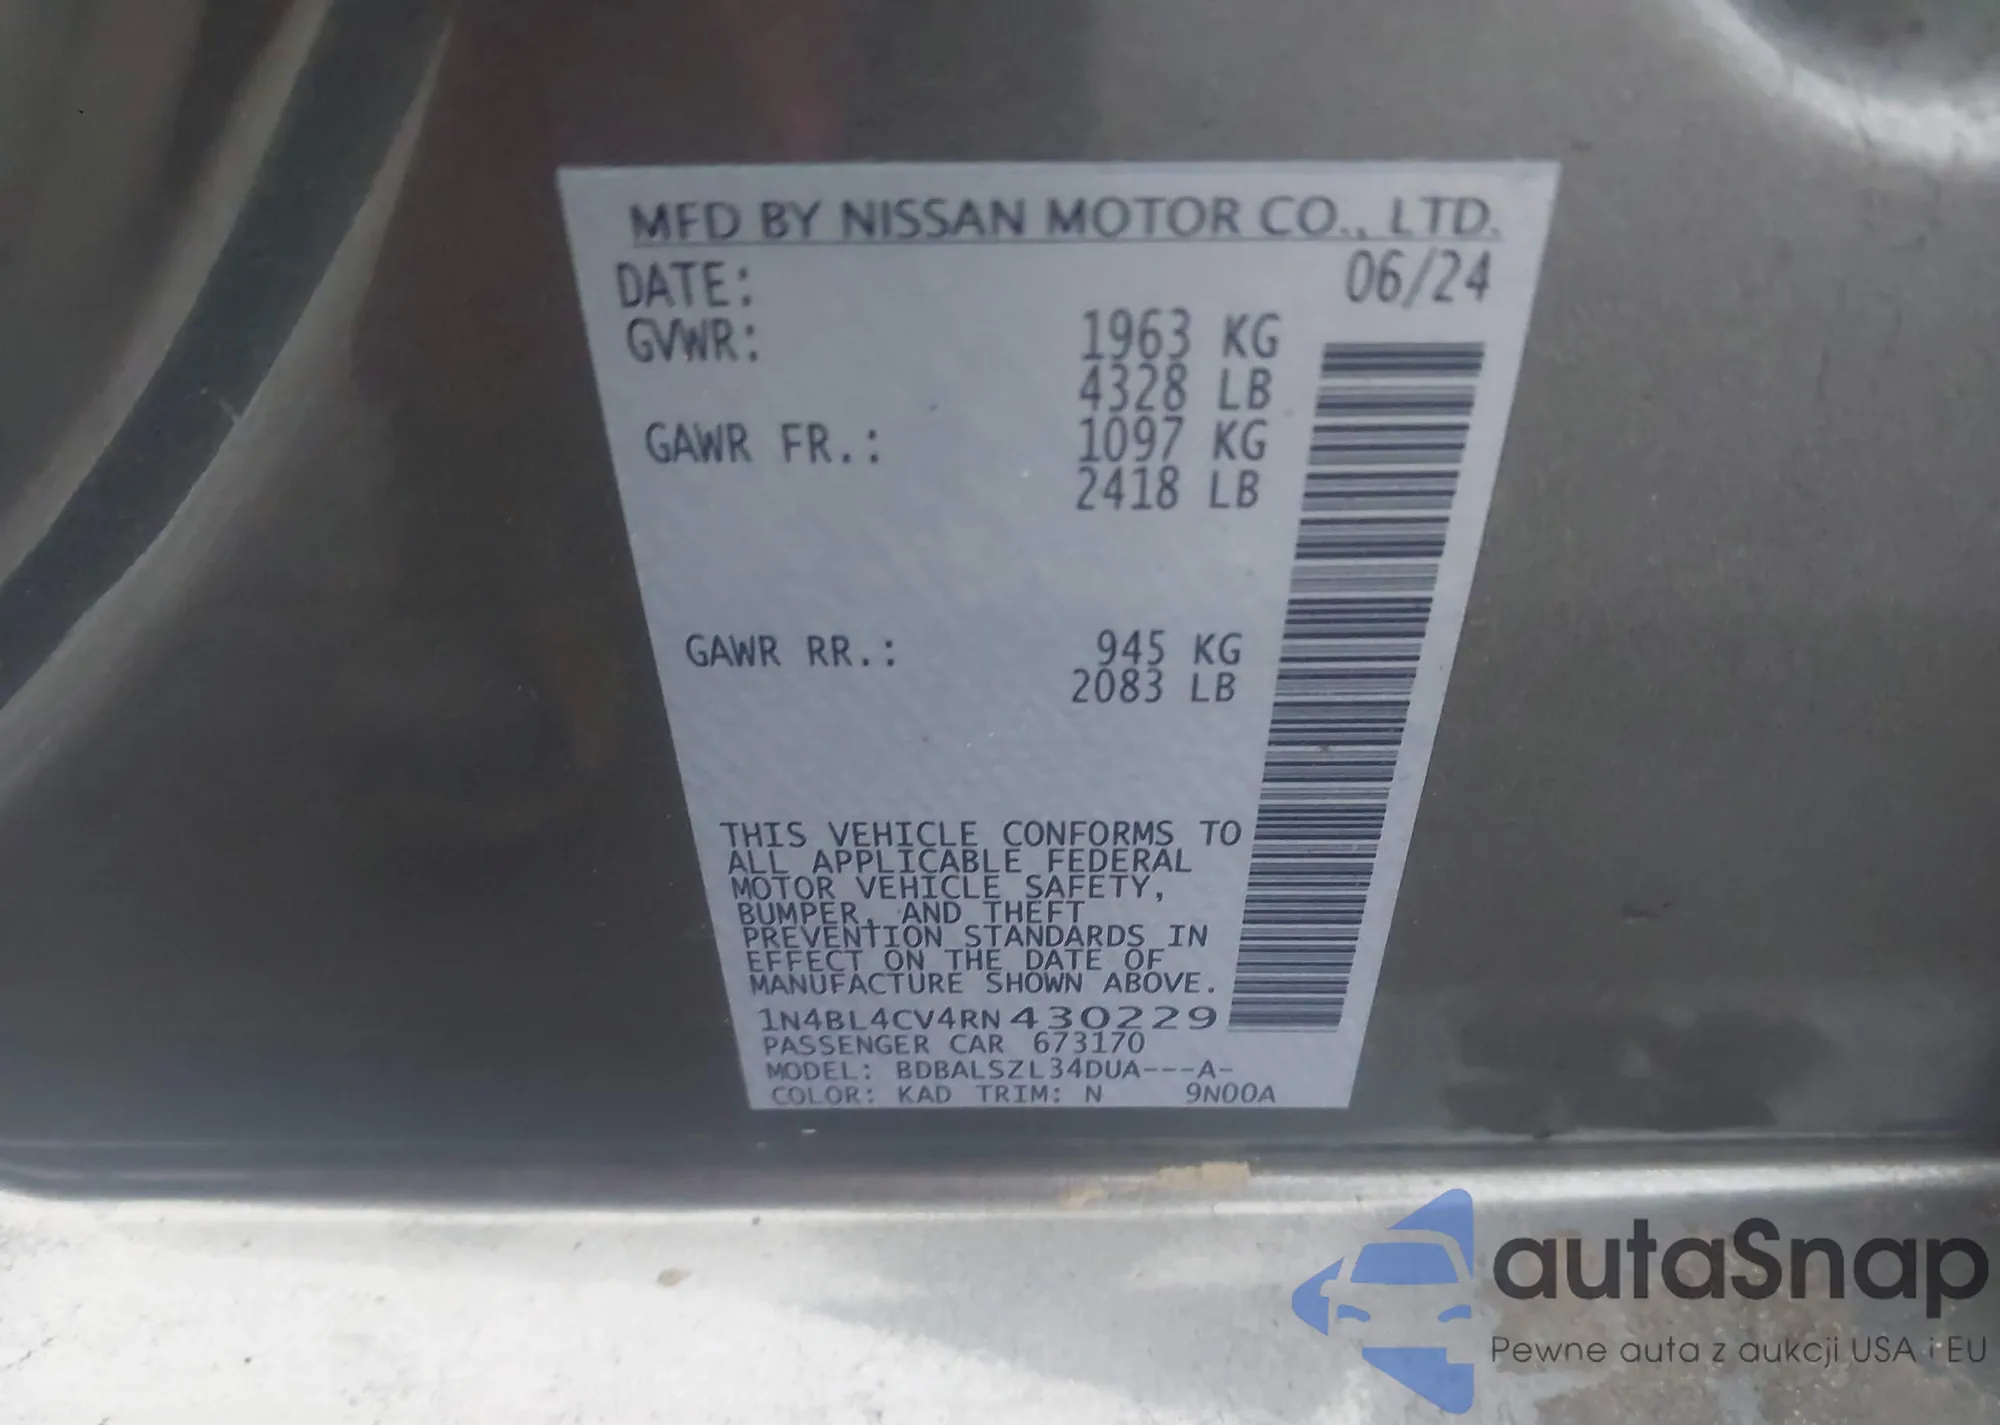 MFD BY NISSAN MOTOR CO., LTD.
DATE: 06/24
GVWR: 1963 KG
4328 LB
GAWR FR.: 1097 KG
2418 LB
GAWR RR.: 945 KG
2083 LB
THIS VEHICLE CONFORMS TO
ALL APPLICABLE FEDERAL
MOTOR VEHICLE SAFETY,
BUMPER, AND THEFT
PREVENTION STANDARDS IN
EFFECT ON THE DATE OF
MANUFACTURE SHOWN ABOVE.
1N4BL4CV4RN430229
PASSENGER CAR 673170
MODEL: BDBALSZL34DUA---A-
COLOR: KAD TRIM: N 9N00A
autaSnap
Pewne auta z aukcji USA i EU